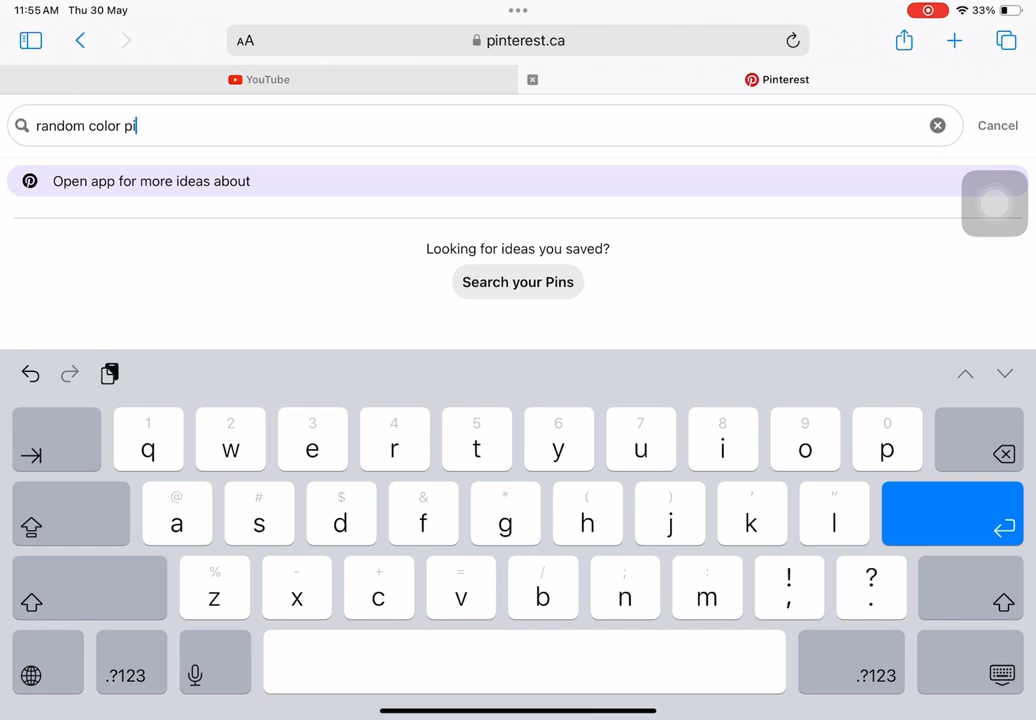 11:55 AM Thu 30 May
33%
AA
pinterest.ca
YouTube
Pinterest
random color pi
Cancel
Open app for more ideas about
Looking for ideas you saved?
Search your Pins
1 2 3 4 5 6 7 8 9 0
q w e r t y u i o p
@ # $ & * ( ) ' "
a s d f g h j k l
% - + = / ; : ! ?
z x c v b n m , .
.?123 .?123